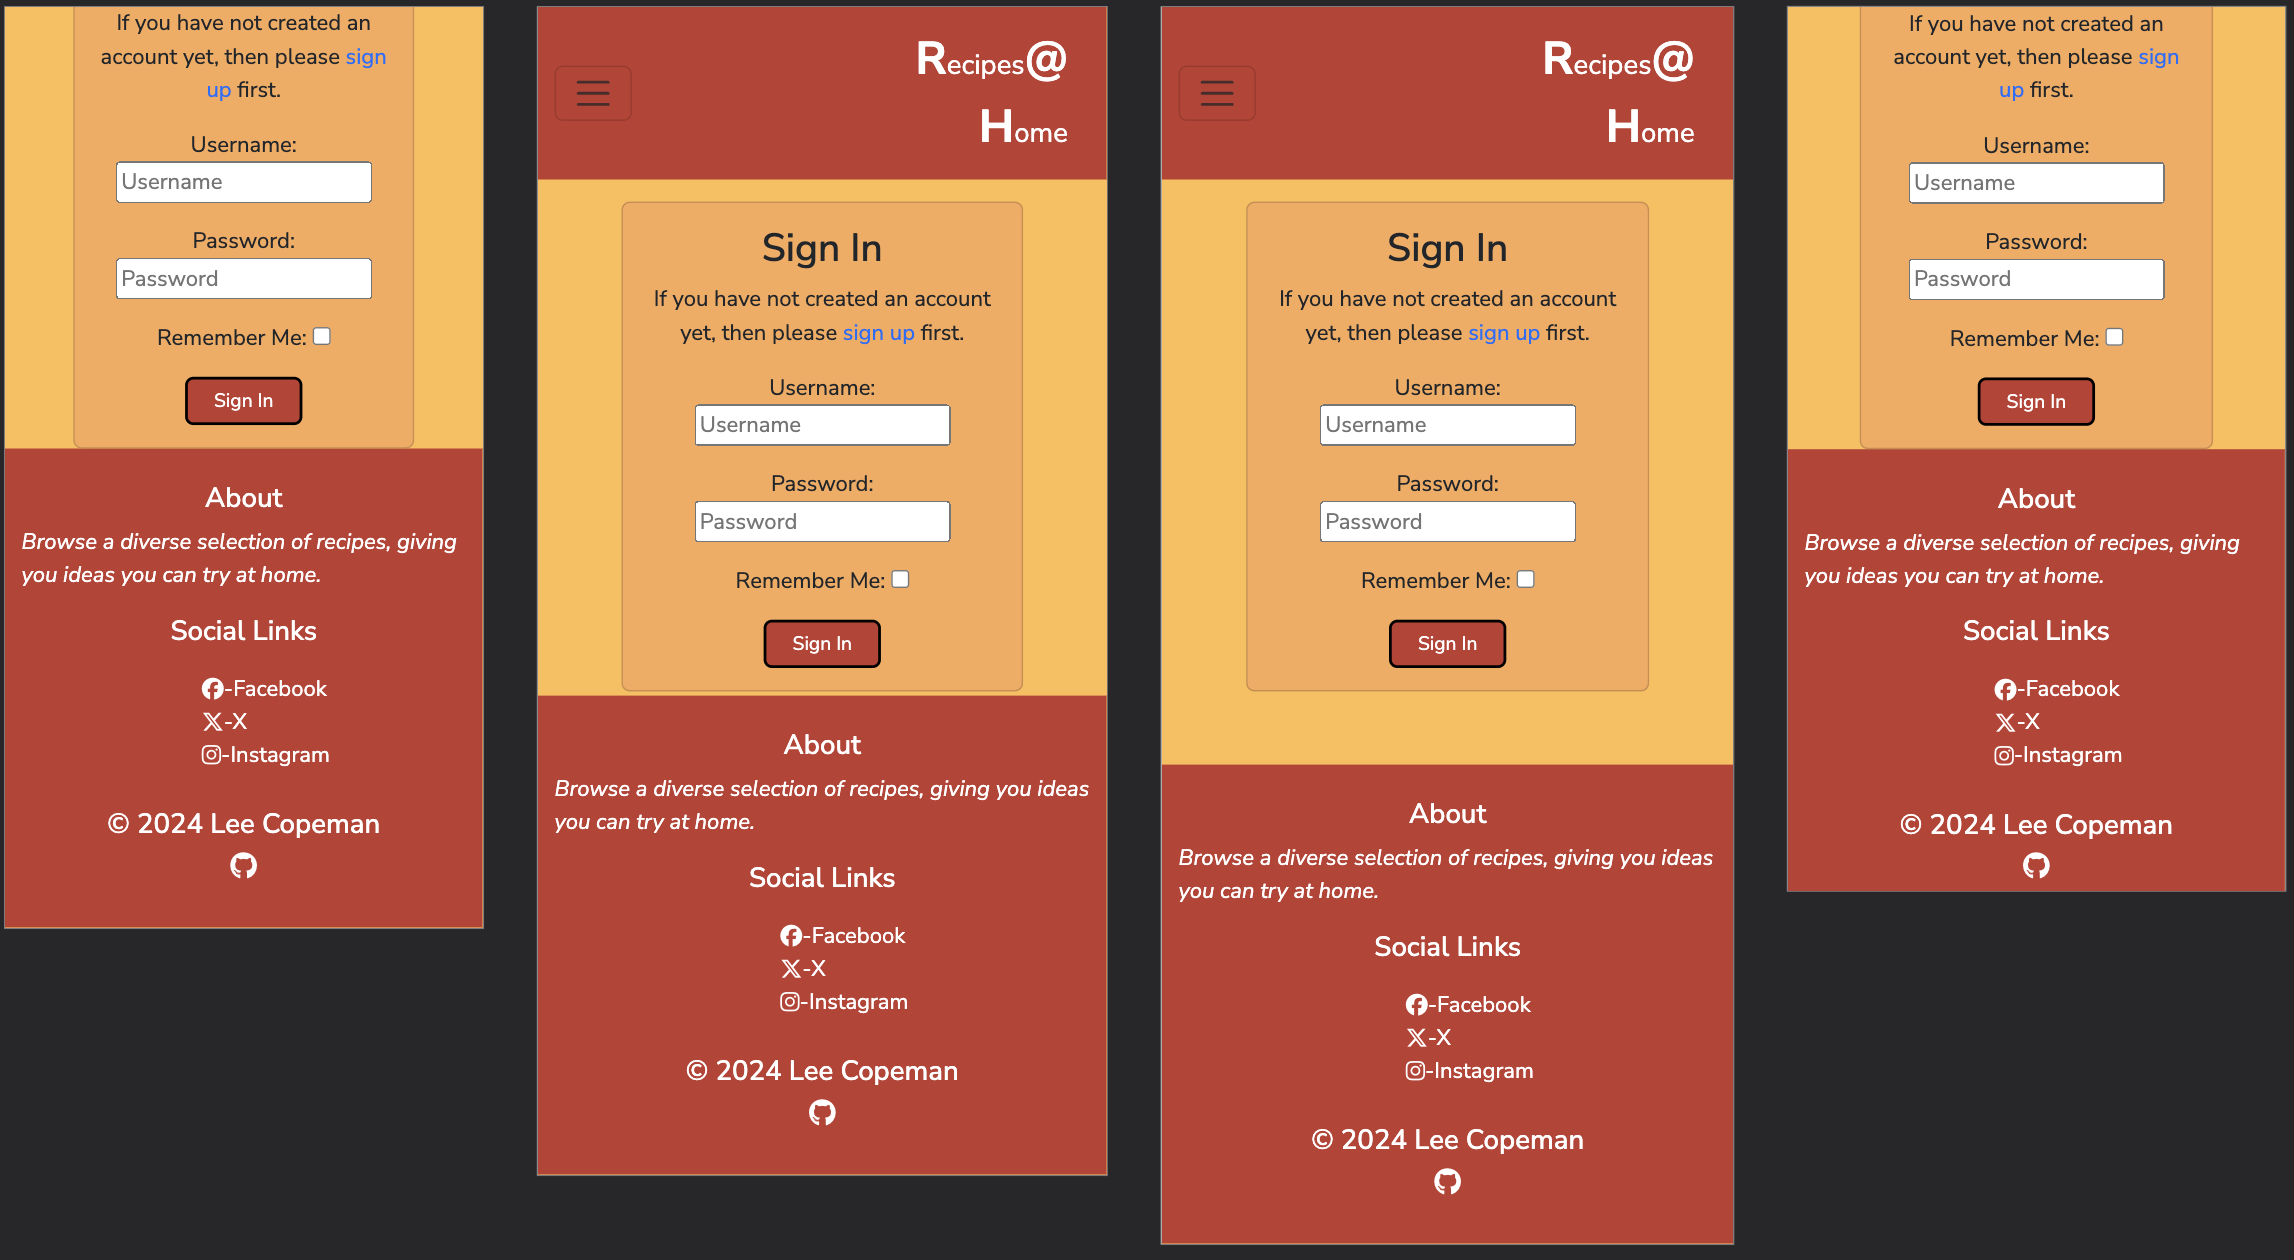 If you have not created an
account yet, then please sign
up first.
Username:
Username
Password:
Password
Remember Me:
Sign In
About
Browse a diverse selection of recipes, giving
you ideas you can try at home.
Social Links
-Facebook
-X
-Instagram
© 2024 Lee Copeman
Recipes@
Home
Sign In
If you have not created an account
yet, then please sign up first.
Username:
Username
Password:
Password
Remember Me:
Sign In
About
Browse a diverse selection of recipes, giving you ideas
you can try at home.
Social Links
-Facebook
-X
-Instagram
© 2024 Lee Copeman
Recipes@
Home
Sign In
If you have not created an account
yet, then please sign up first.
Username:
Username
Password:
Password
Remember Me:
Sign In
About
Browse a diverse selection of recipes, giving you ideas
you can try at home.
Social Links
-Facebook
-X
-Instagram
© 2024 Lee Copeman
If you have not created an
account yet, then please sign
up first.
Username:
Username
Password:
Password
Remember Me:
Sign In
About
Browse a diverse selection of recipes, giving
you ideas you can try at home.
Social Links
-Facebook
-X
-Instagram
© 2024 Lee Copeman